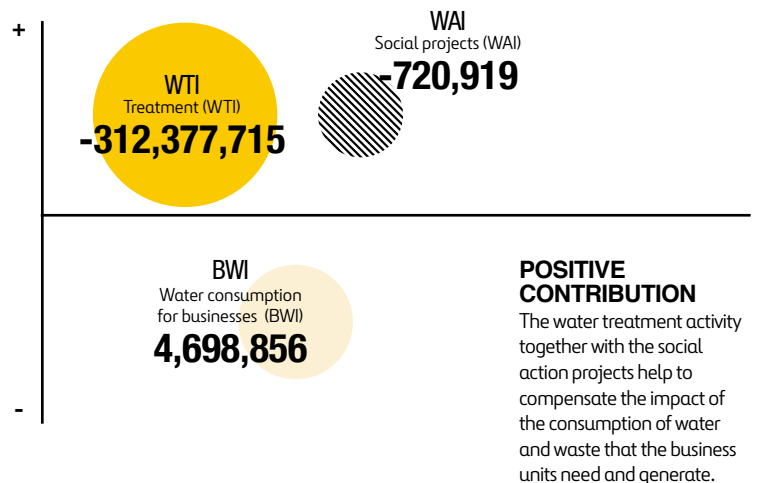 +
WTI
Treatment (WTI)
-312,377,715
WAI
Social projects (WAI)
-720,919
BWI
Water consumption
for businesses (BWI)
4,698,856
-
POSITIVE
CONTRIBUTION
The water treatment activity
together with the social
action projects help to
compensate the impact of
the consumption of water
and waste that the business
units need and generate.